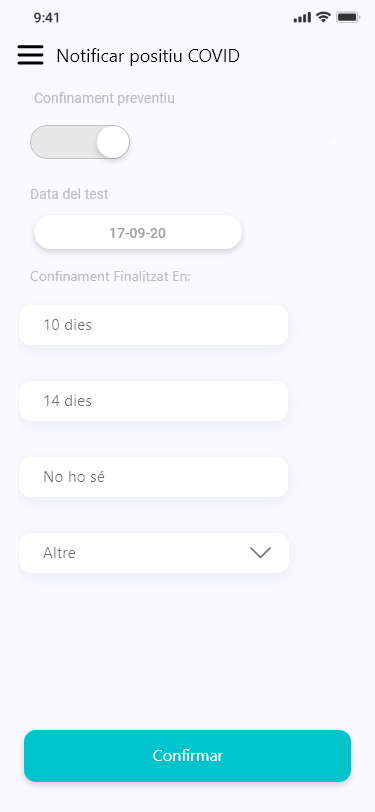 9:41
Notificar positiu COVID
Confinament preventiu
Data del test
17-09-20
Confinament Finalitzat En:
10 dies
14 dies
No ho sé
Altre
Confirmar